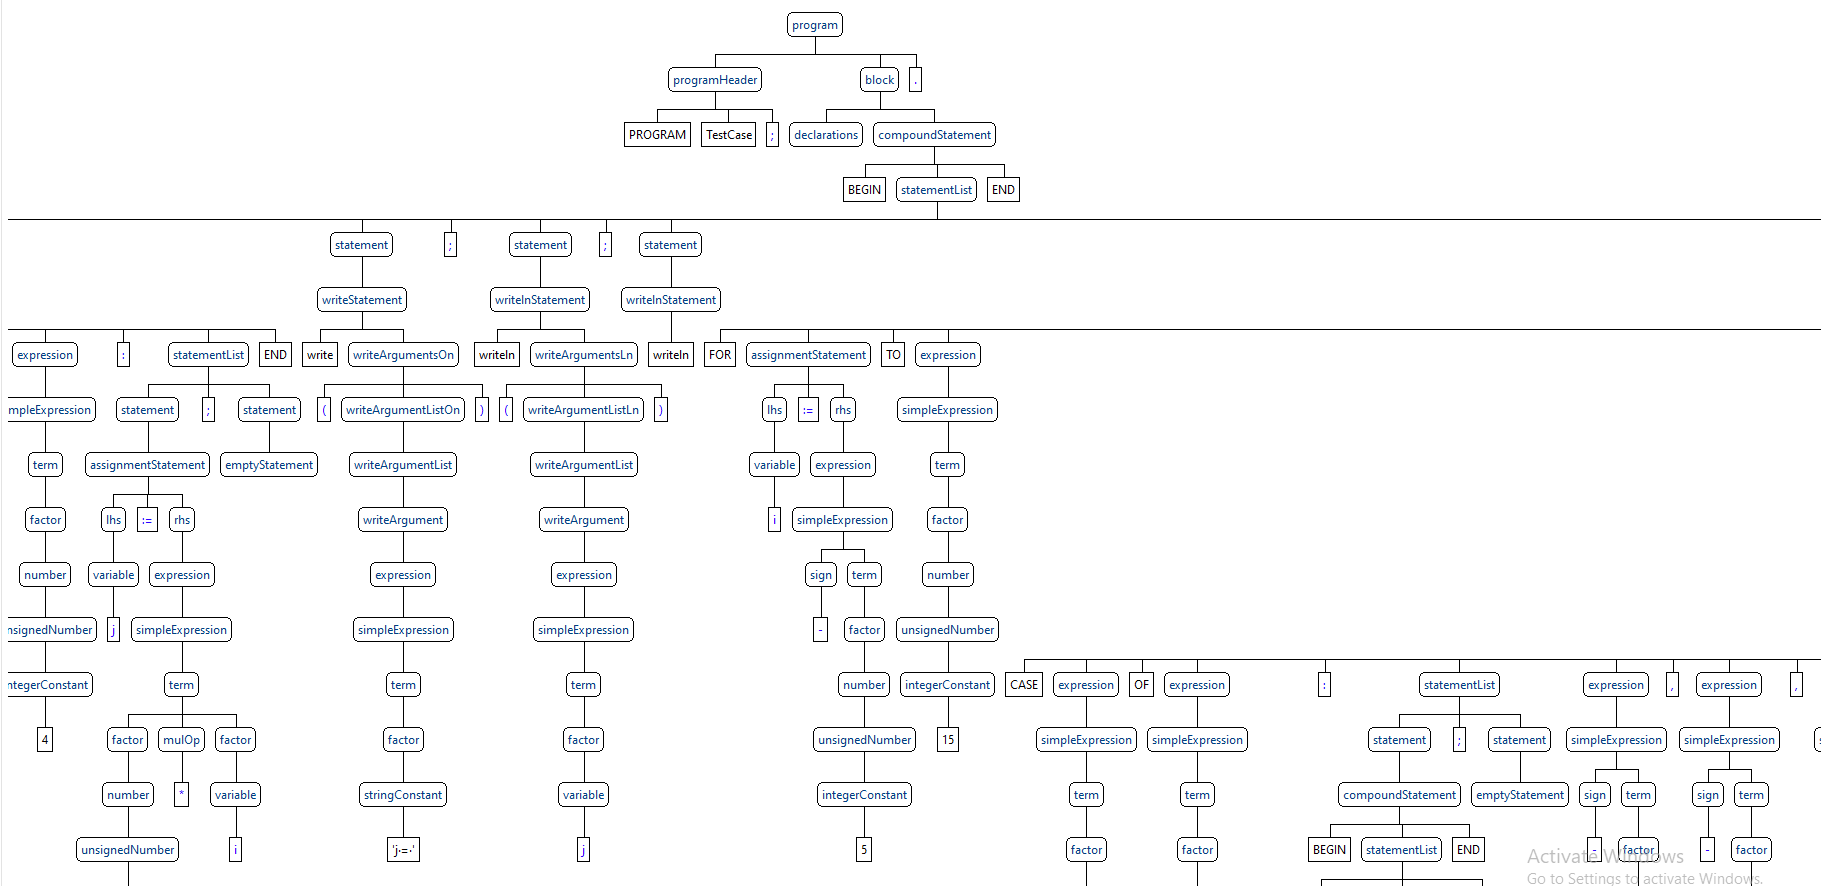 program
programHeader block .
PROGRAM TestCase ; declarations compoundStatement
BEGIN statementList END
statement ; statement ; statement
writeStatement writelnStatement writelnStatement
expression : statementList END write writeArgumentsOn writeln writeArgumentsLn writeln FOR assignmentStatement TO expression
mpleExpression statement ; statement ( writeArgumentListOn ) ( writeArgumentListLn ) lhs := rhs simpleExpression
term assignmentStatement emptyStatement writeArgumentList writeArgumentList variable expression term
factor lhs := rhs writeArgument writeArgument i simpleExpression factor
number variable expression expression expression sign term number
nsignedNumber j simpleExpression simpleExpression simpleExpression - factor unsignedNumber
ntegerConstant term term term number integerConstant CASE expression OF expression : statementList expression , expression ,
4 factor mulOp factor factor factor unsignedNumber 15 simpleExpression simpleExpression statement ; statement simpleExpression simpleExpression
number * variable stringConstant variable integerConstant term term compoundStatement emptyStatement sign term sign term
unsignedNumber i 'j·=·' j 5 factor factor BEGIN statementList END - factor - factor
Activate Windows
Go to Settings to activate Windows.